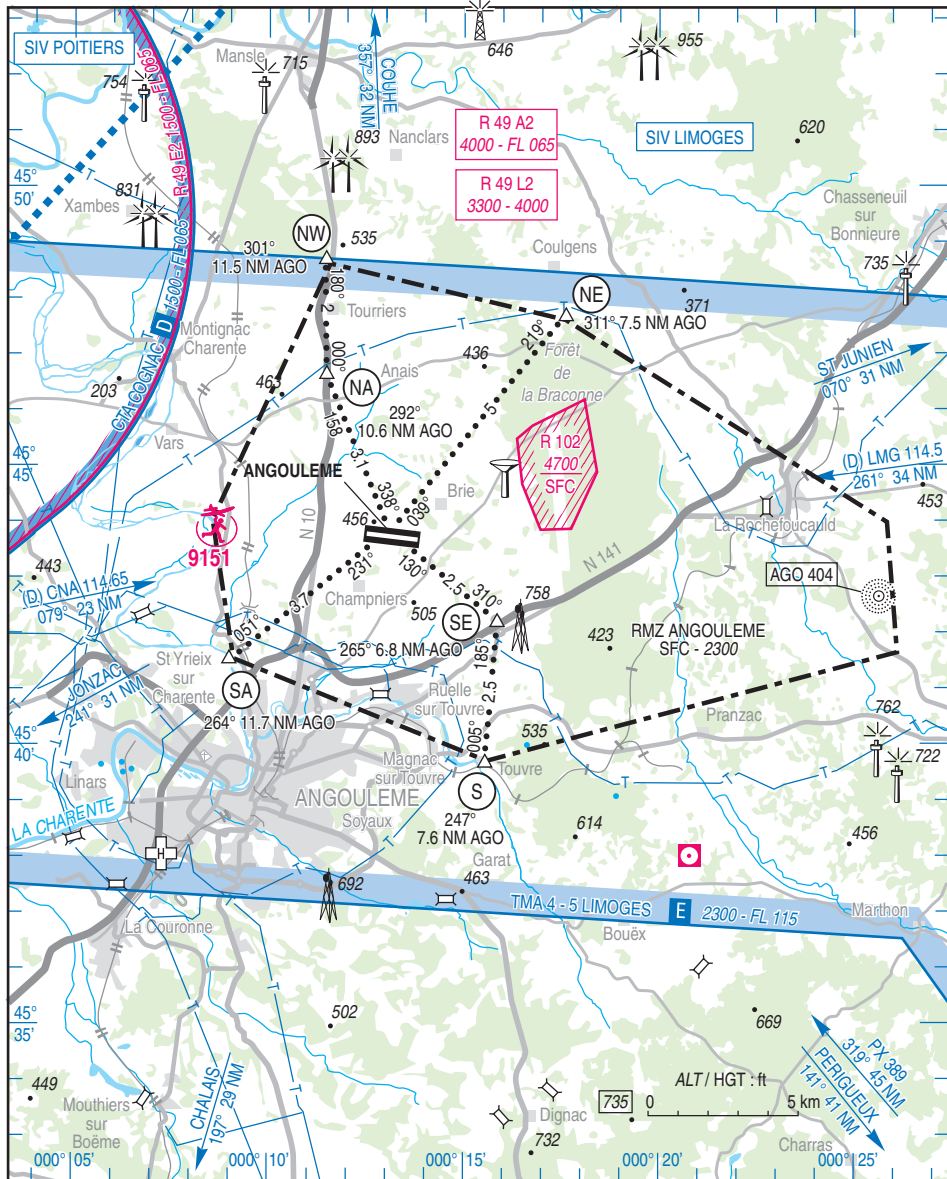 SIV POITIERS
646
955
Mansle
715
754
COUHE
357° 32 NM
R 49 E2 1500 - FL 065
893
Nanclars
R 49 A2
4000 - FL 065
SIV LIMOGES
620
45°
50'
831
Xambes
R 49 L2
3300 - 4000
Chasseneuil
sur
Bonnieure
NW
535
301°
11.5 NM AGO
Coulgens
735
180°
2
000°
Tourriers
NE
371
311° 7.5 NM AGO
219°
CTA COGNAC D 1500 - FL 065
Montignac
Charente
436
Forêt
de
la Braconne
ST JUNIEN
070° 31 NM
203
463
Anais
NA
158
3.1
338°
292°
10.6 NM AGO
5
039°
Vars
45°
45'
ANGOULEME
R 102
4700
SFC
(D) LMG 114.5
261° 34 NM
453
Brie
N 10
456
La Rochefoucauld
9151
443
(D) CNA 114.65
079° 23 NM
231°
3.7
051°
130°
2.5
310°
N 141
AGO 404
Champniers
505
758
SE
265° 6.8 NM AGO
423
RMZ ANGOULEME
SFC - 2300
St Yrieix
sur
Charente
185°
2.5
005°
JONZAC
241° 31 NM
SA
264° 11.7 NM AGO
Ruelle
sur Touvre
Pranzac
762
45°
40'
535
722
Linars
Magnac
sur Touvre
Touvre
ANGOULEME
Soyaux
S
247°
7.6 NM AGO
LA CHARENTE
614
456
Garat
463
692
TMA 4 - 5 LIMOGES E 2300 - FL 115
Marthon
La Couronne
Bouëx
45°
35'
502
669
PX 389
319° 45 NM
PERIGUEUX
141° 41 NM
449
Mouthiers
sur
Boëme
CHALAIS
197° 29 NM
ALT / HGT : ft
735
0
5 km
Dignac
732
Charras
000° 05'
000° 10'
000° 15'
000° 20'
000° 25'
T